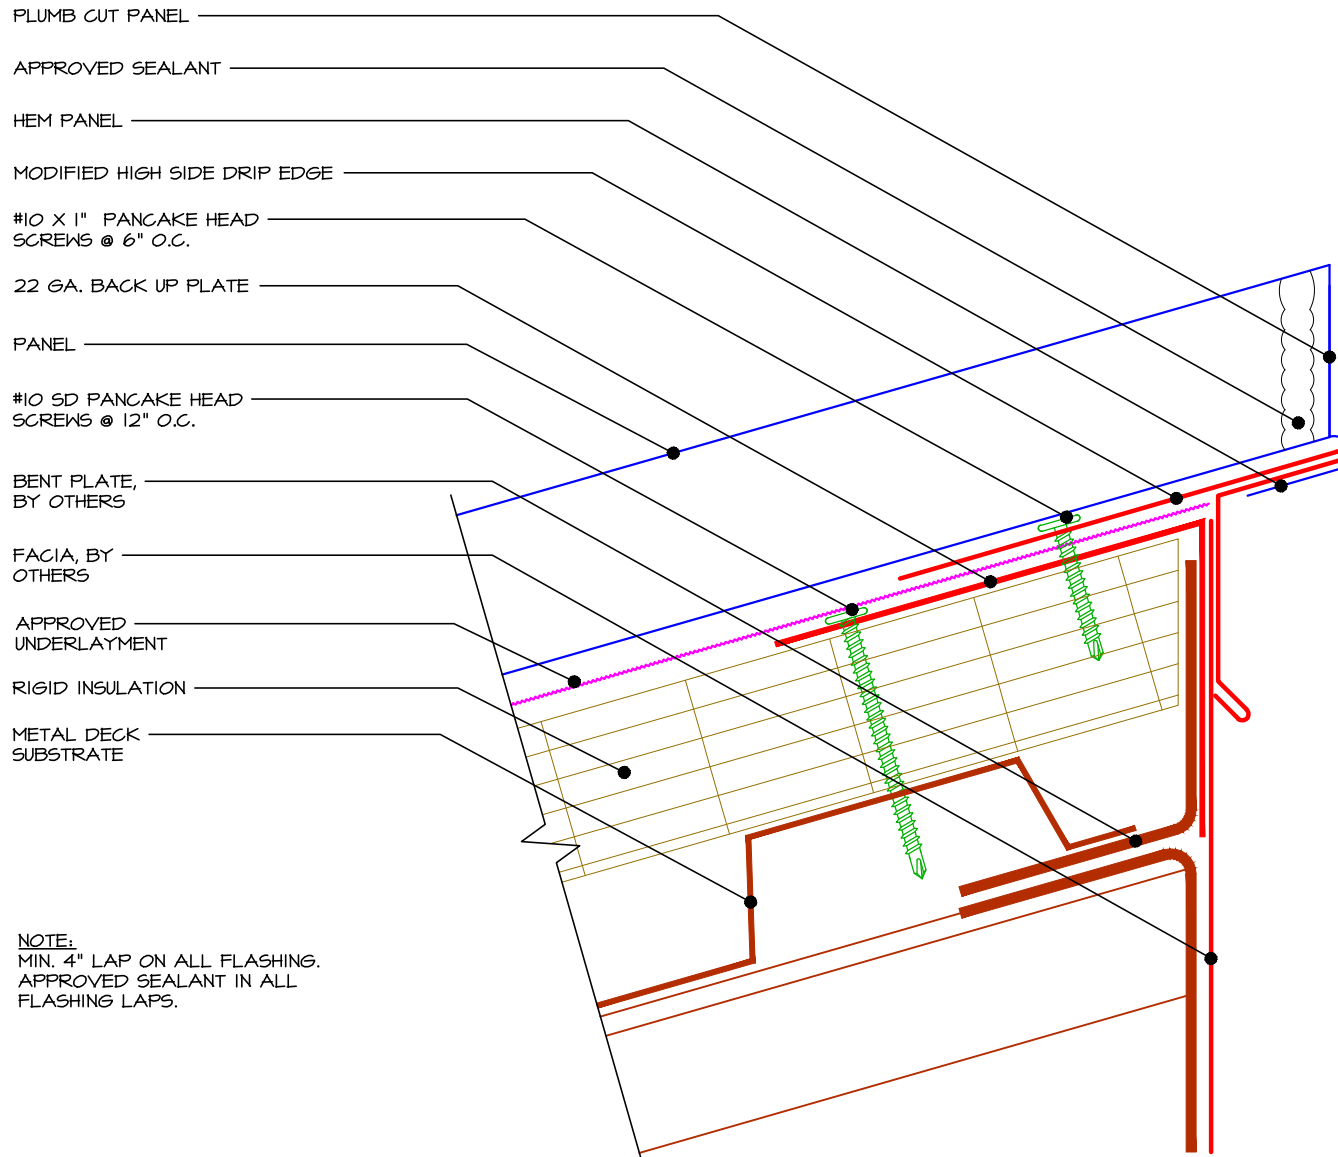 PLUMB CUT PANEL
APPROVED SEALANT
HEM PANEL
MODIFIED HIGH SIDE DRIP EDGE
#10 X 1" PANCAKE HEAD
SCREWS @ 6" O.C.
22 GA. BACK UP PLATE
PANEL
#10 SD PANCAKE HEAD
SCREWS @ 12" O.C.
BENT PLATE,
BY OTHERS
FACIA, BY
OTHERS
APPROVED
UNDERLAYMENT
RIGID INSULATION
METAL DECK
SUBSTRATE
NOTE:
MIN. 4" LAP ON ALL FLASHING.
APPROVED SEALANT IN ALL
FLASHING LAPS.